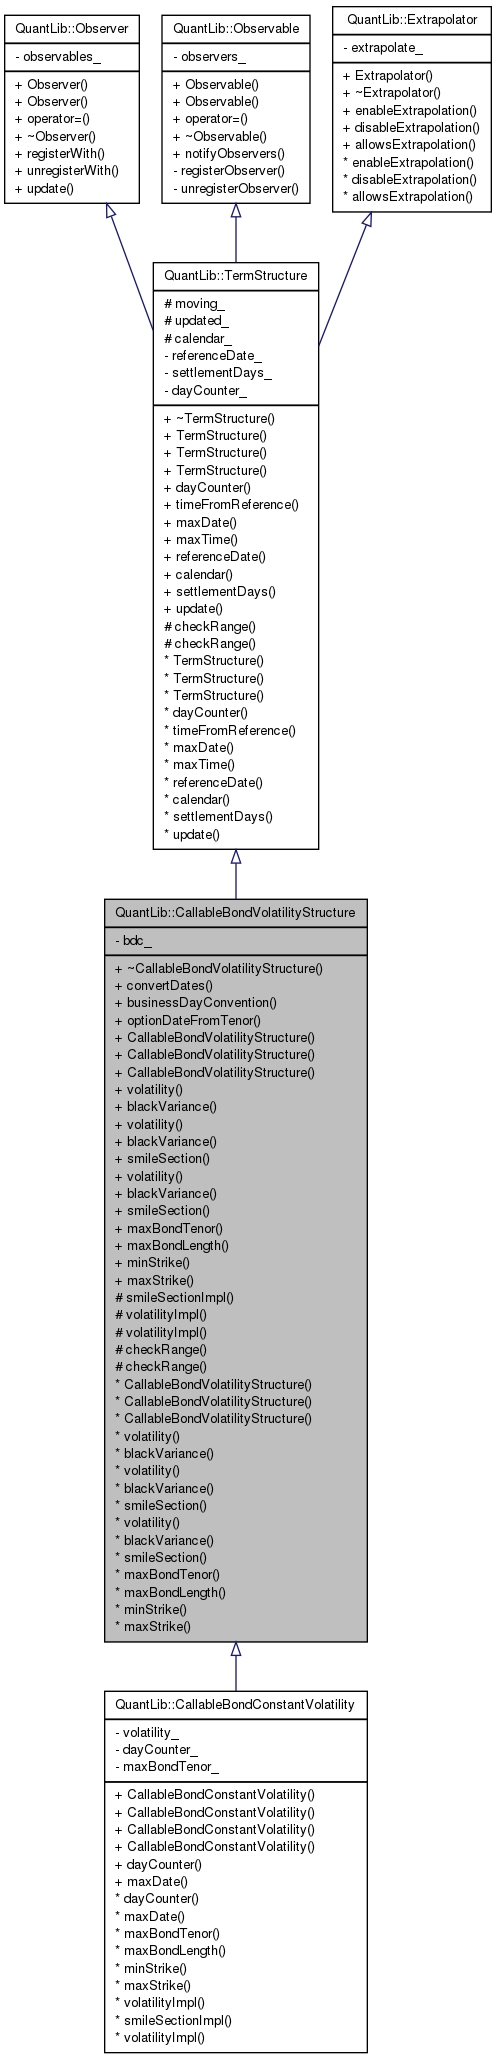 QuantLib::Observer
- observables_
+ Observer()
+ Observer()
+ operator=()
+ ~Observer()
+ registerWith()
+ unregisterWith()
+ update()
QuantLib::Observable
- observers_
+ Observable()
+ Observable()
+ operator=()
+ ~Observable()
+ notifyObservers()
- registerObserver()
- unregisterObserver()
QuantLib::Extrapolator
- extrapolate_
+ Extrapolator()
+ ~Extrapolator()
+ enableExtrapolation()
+ disableExtrapolation()
+ allowsExtrapolation()
* enableExtrapolation()
* disableExtrapolation()
* allowsExtrapolation()
QuantLib::TermStructure
# moving_
# updated_
# calendar_
- referenceDate_
- settlementDays_
- dayCounter_
+ ~TermStructure()
+ TermStructure()
+ TermStructure()
+ TermStructure()
+ dayCounter()
+ timeFromReference()
+ maxDate()
+ maxTime()
+ referenceDate()
+ calendar()
+ settlementDays()
+ update()
# checkRange()
# checkRange()
* TermStructure()
* TermStructure()
* TermStructure()
* dayCounter()
* timeFromReference()
* maxDate()
* maxTime()
* referenceDate()
* calendar()
* settlementDays()
* update()
QuantLib::CallableBondVolatilityStructure
- bdc_
+ ~CallableBondVolatilityStructure()
+ convertDates()
+ businessDayConvention()
+ optionDateFromTenor()
+ CallableBondVolatilityStructure()
+ CallableBondVolatilityStructure()
+ CallableBondVolatilityStructure()
+ volatility()
+ blackVariance()
+ volatility()
+ blackVariance()
+ smileSection()
+ volatility()
+ blackVariance()
+ smileSection()
+ maxBondTenor()
+ maxBondLength()
+ minStrike()
+ maxStrike()
# smileSectionImpl()
# volatilityImpl()
# volatilityImpl()
# checkRange()
# checkRange()
* CallableBondVolatilityStructure()
* CallableBondVolatilityStructure()
* CallableBondVolatilityStructure()
* volatility()
* blackVariance()
* volatility()
* blackVariance()
* smileSection()
* volatility()
* blackVariance()
* smileSection()
* maxBondTenor()
* maxBondLength()
* minStrike()
* maxStrike()
QuantLib::CallableBondConstantVolatility
- volatility_
- dayCounter_
- maxBondTenor_
+ CallableBondConstantVolatility()
+ CallableBondConstantVolatility()
+ CallableBondConstantVolatility()
+ CallableBondConstantVolatility()
+ dayCounter()
+ maxDate()
* dayCounter()
* maxDate()
* maxBondTenor()
* maxBondLength()
* minStrike()
* maxStrike()
* volatilityImpl()
* smileSectionImpl()
* volatilityImpl()